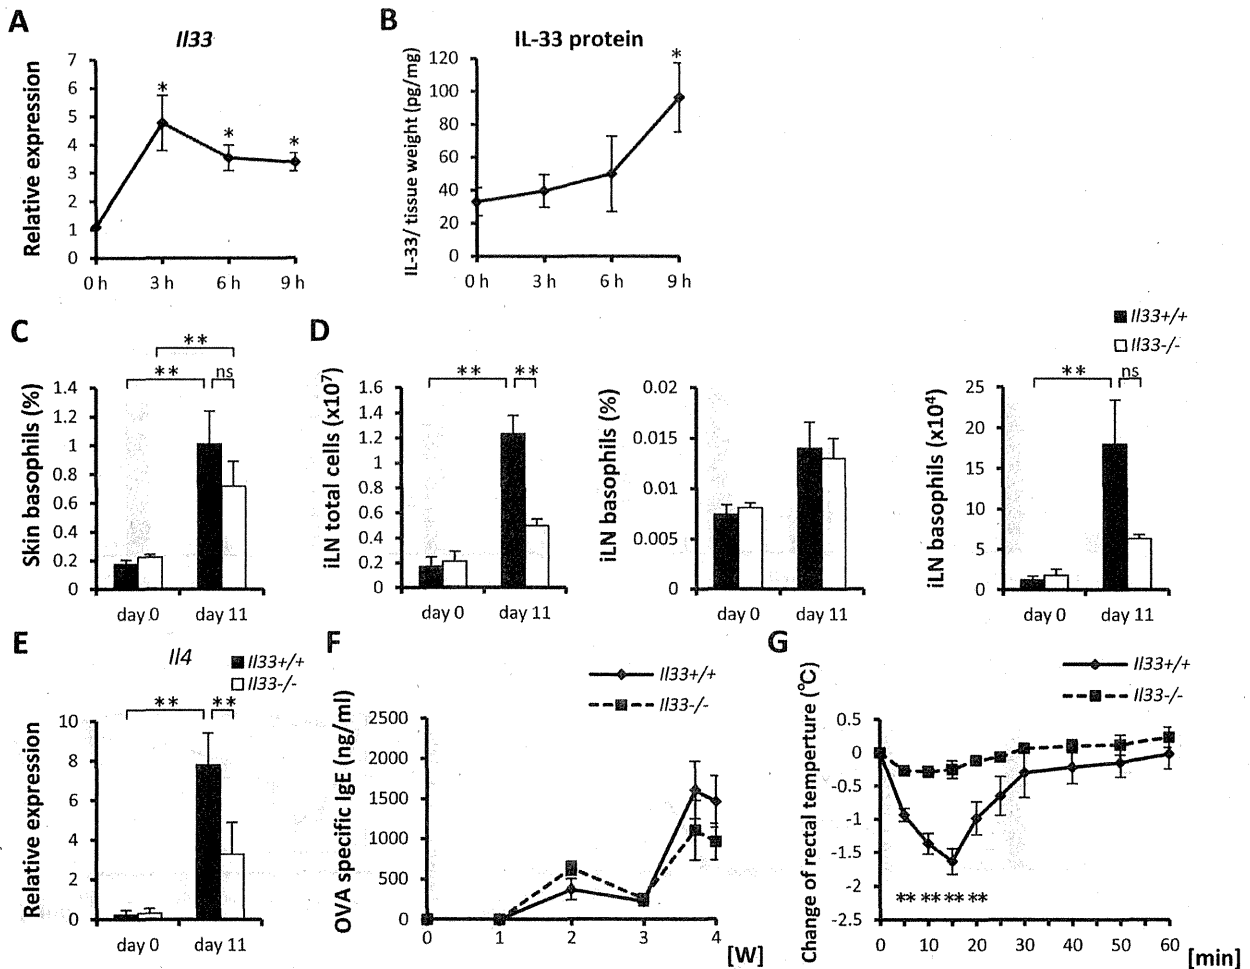 A
Il33
Relative expression
7
6
5
4
3
2
1
0
*
*
*
0 h
3 h
6 h
9 h
B
IL-33 protein
IL-33/ tissue weight (pg/mg)
120
100
80
60
40
20
0
*
0 h
3 h
6 h
9 h
C
Skin basophils (%)
**
**
ns
1.4
1.2
1
0.8
0.6
0.4
0.2
0
day 0
day 11
D
iLN total cells (x10⁷)
**
**
1.6
1.4
1.2
1
0.8
0.6
0.4
0.2
0
day 0
day 11
iLN basophils (%)
0.02
0.015
0.01
0.005
0
day 0
day 11
Il33+/+
Il33-/-
iLN basophils (x10⁴)
**
ns
25
20
15
10
5
0
day 0
day 11
E
Il4
Il33+/+
Il33-/-
Relative expression
**
**
10
8
6
4
2
0
day 0
day 11
F
Il33+/+
Il33-/-
OVA specific IgE (ng/ml)
2500
2000
1500
1000
500
0
0
1
2
3
4
[W]
G
Il33+/+
Il33-/-
Change of rectal temperture (℃)
0.5
0
-0.5
-1
-1.5
-2
-2.5
** ** ** **
0
10
20
30
40
50
60
[min]